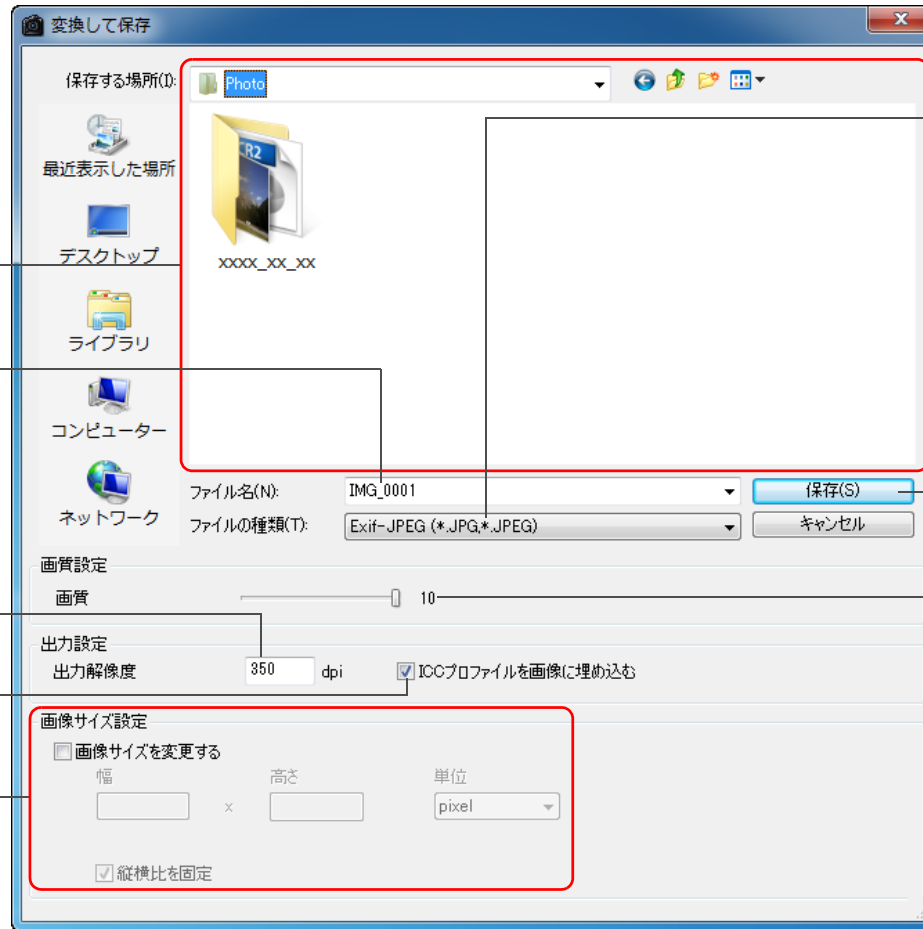 変換して保存
保存する場所(I):
Photo
最近表示した場所
CR2
デスクトップ
xxxx_xx_xx
ライブラリ
コンピューター
ネットワーク
ファイル名(N):
IMG_0001
保存(S)
ファイルの種類(T):
Exif-JPEG (*.JPG,*.JPEG)
キャンセル
画質設定
画質
10
出力設定
出力解像度
350
dpi
ICCプロファイルを画像に埋め込む
画像サイズ設定
画像サイズを変更する
幅
高さ
単位
x
pixel
縦横比を固定